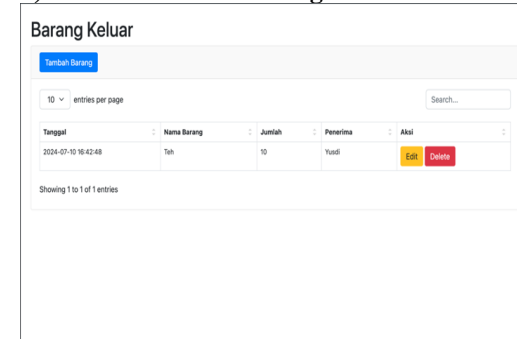 Barang Keluar
Tambah Barang
10 entries per page Search...
Tanggal Nama Barang Jumlah Penerima Aksi
2024-07-10 16:42:48 Teh 10 Yusdi Edit Delete
Showing 1 to 1 of 1 entries